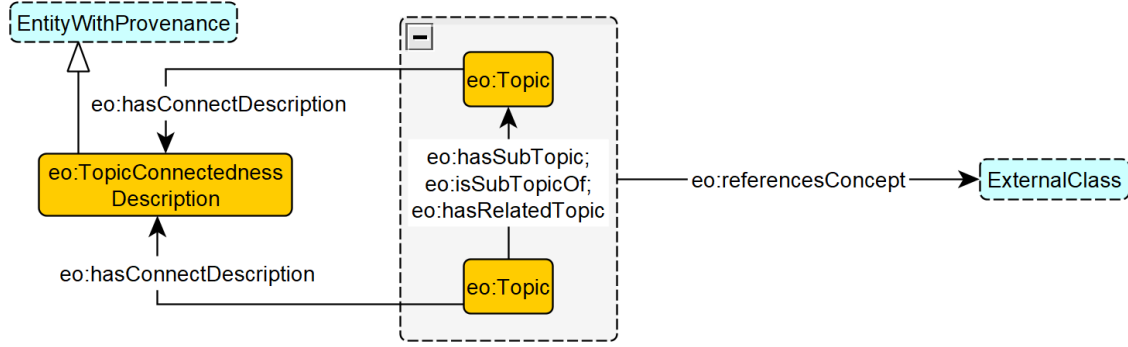 EntityWithProvenance
eo:Topic
eo:hasConnectDescription
eo:hasSubTopic;
eo:isSubTopicOf;
eo:hasRelatedTopic
eo:TopicConnectedness
Description
eo:referencesConcept
ExternalClass
eo:hasConnectDescription
eo:Topic